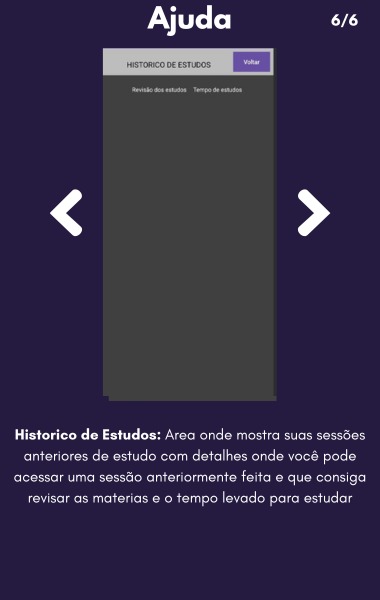 Ajuda
6/6
HISTORICO DE ESTUDOS
Voltar
Revisão dos estudos Tempo de estudos
Historico de Estudos: Area onde mostra suas sessões
anteriores de estudo com detalhes onde você pode
acessar uma sessão anteriormente feita e que consiga
revisar as materias e o tempo levado para estudar